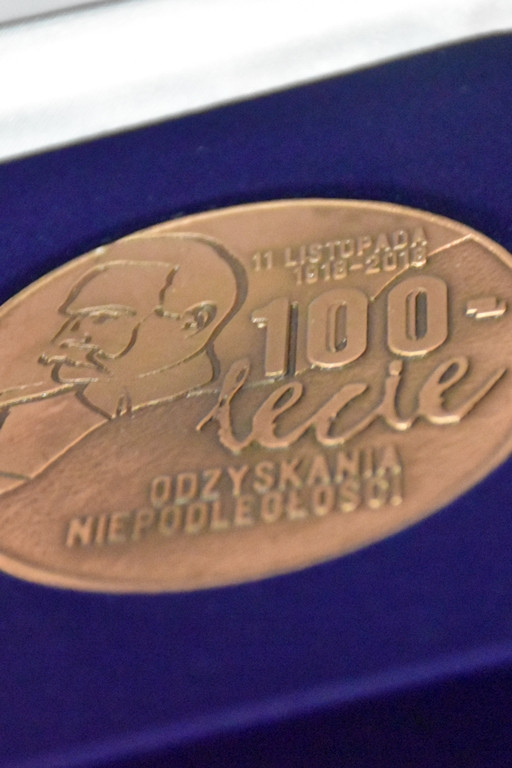 11 LISTOPADA
1918-2018
100-
lecie
ODZYSKANIA
NIEPODLEGŁOŚCI